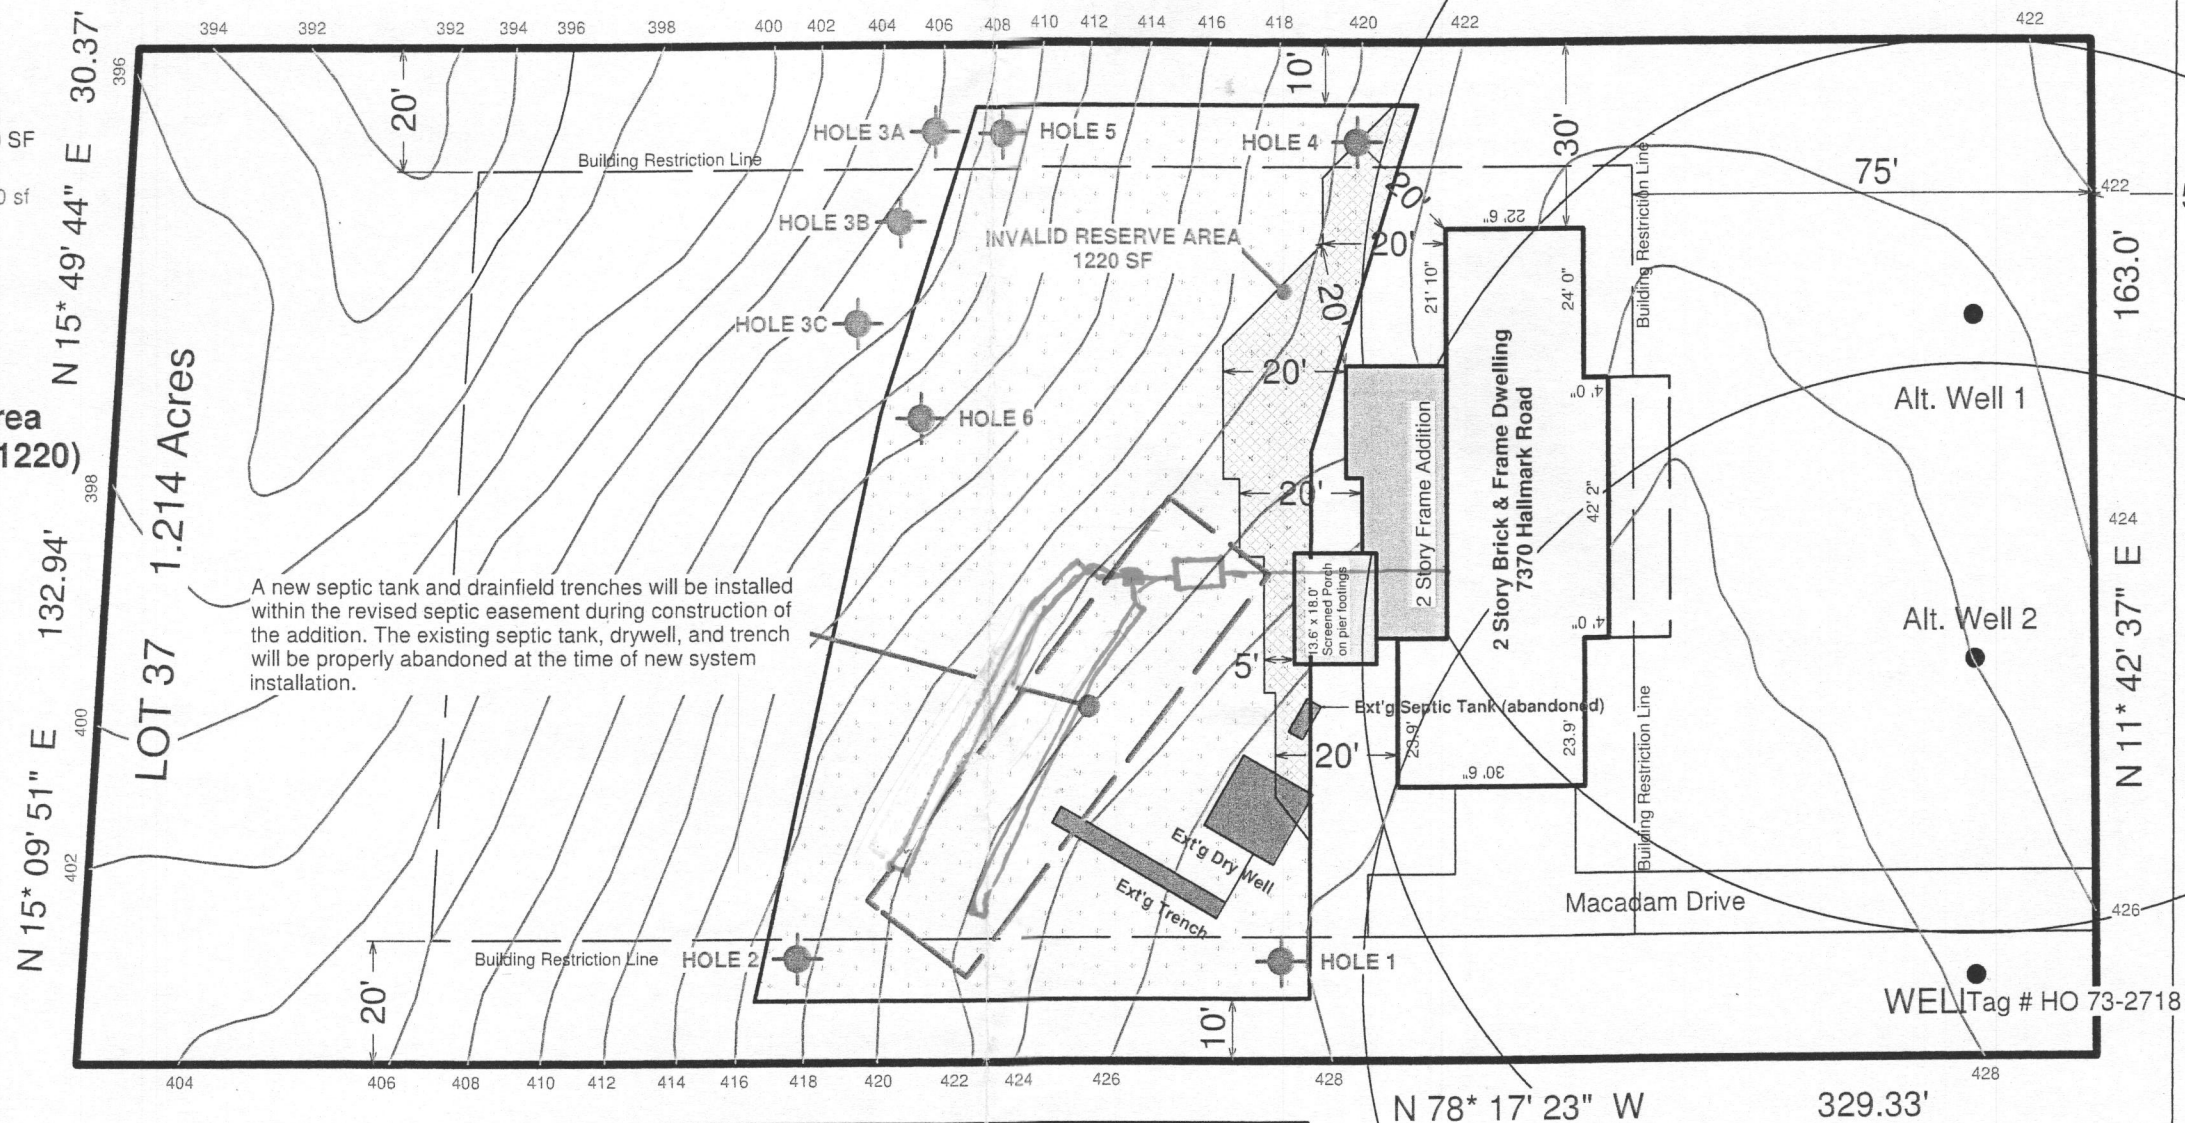 394 392 392 394 396 398 400 402 404 406 408 410 412 414 416 418 420 422 422
396
30.37'
20'
10'
30'
SF
0 sf
HOLE 3A
HOLE 5
HOLE 4
Building Restriction Line
Building Restriction Line
75'
422
N 15* 49' 44" E
HOLE 3B
INVALID RESERVE AREA
1220 SF
20'
20'
22' 6"
163.0'
20'
21' 10"
24' 0"
HOLE 3C
20'
Alt. Well 1
4' 0"
rea
1220)
HOLE 6
398
LOT 37 1.214 Acres
132.94'
20'
2 Story Frame Addition
2 Story Brick & Frame Dwelling
7370 Hallmark Road
42' 2"
424
A new septic tank and drainfield trenches will be installed
within the revised septic easement during construction of
the addition. The existing septic tank, drywell, and trench
will be properly abandoned at the time of new system
installation.
13.6' x 18.0'
Screened Porch
on pier footings
4' 0"
Alt. Well 2
5'
N 11* 42' 37" E
400
Ext'g Septic Tank (abandoned)
20'
23.9'
23.9'
30' 6"
Building Restriction Line
N 15* 09' 51" E
402
Ext'g Dry Well
Ext'g Trench
Macadam Drive
426
Building Restriction Line
HOLE 2
HOLE 1
20'
10'
WELL
Tag # HO 73-2718
404 406 408 410 412 414 416 418 420 422 424 426 428 428
N 78* 17' 23" W 329.33'